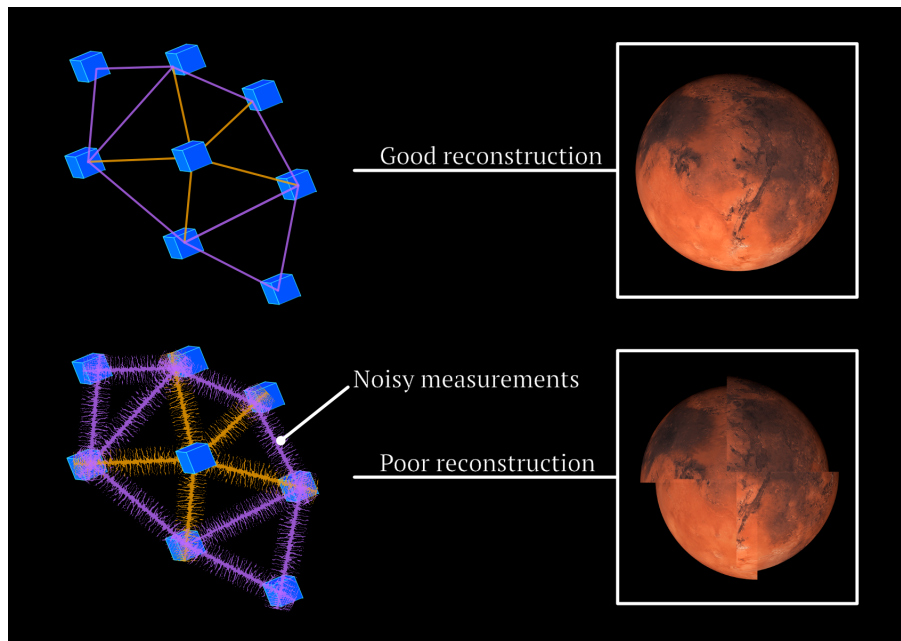 Good reconstruction
Noisy measurements
Poor reconstruction